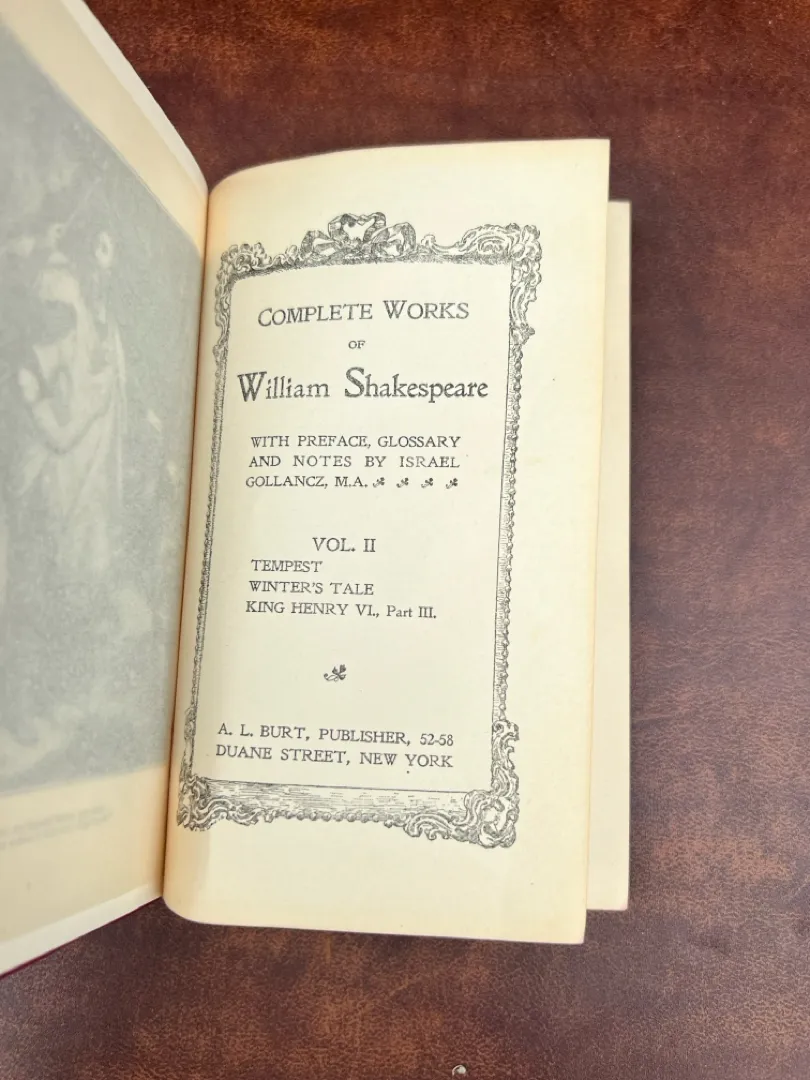 COMPLETE WORKS
OF
William Shakespeare
WITH PREFACE, GLOSSARY
AND NOTES BY ISRAEL
GOLLANCZ, M.A.
VOL. II
TEMPEST
WINTER'S TALE
KING HENRY VI., Part III.
A. L. BURT, PUBLISHER, 52-58
DUANE STREET, NEW YORK